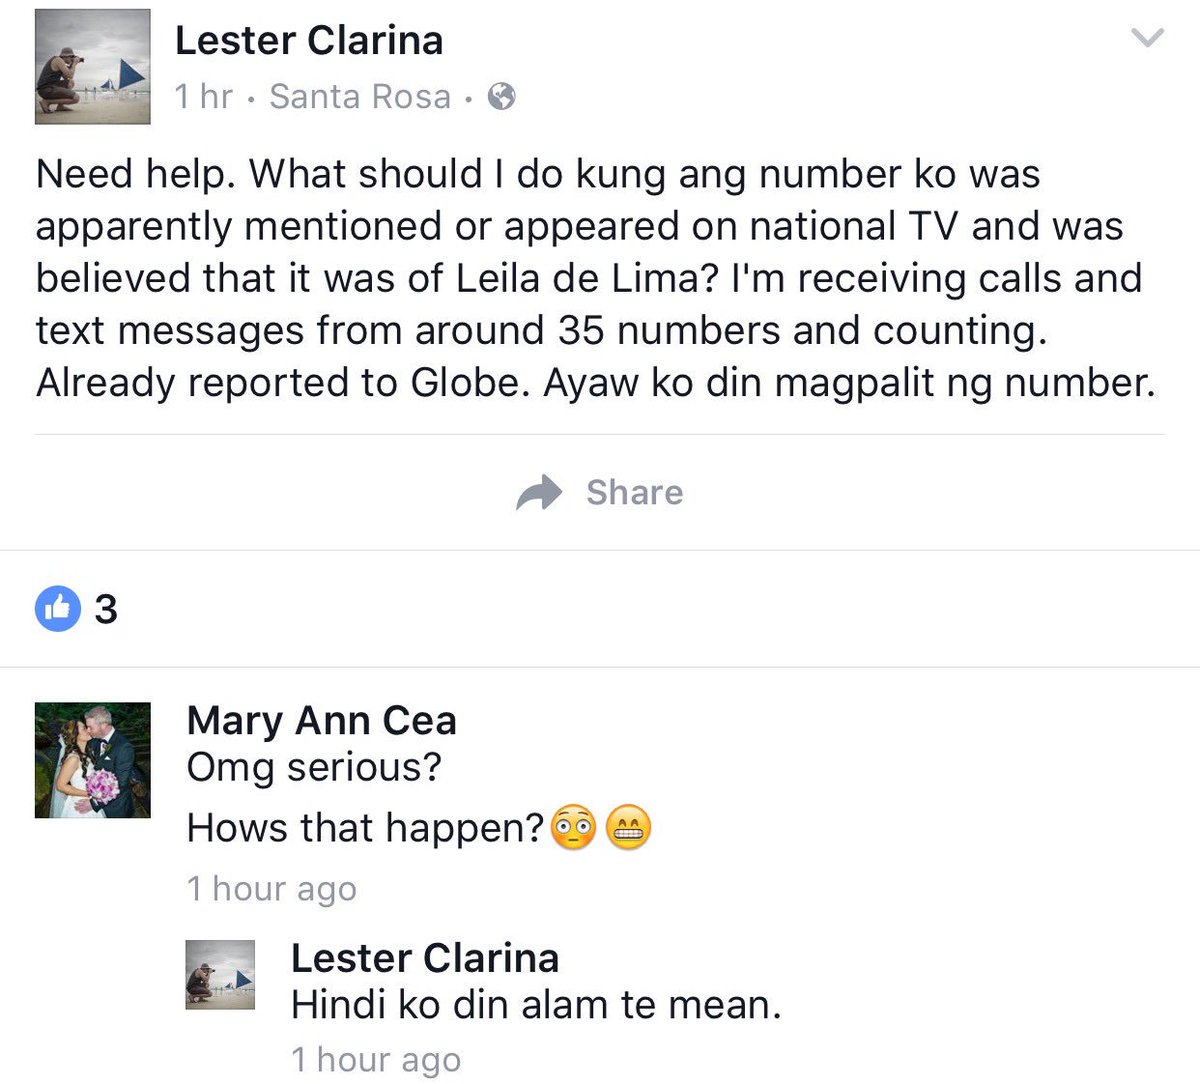 Lester Clarina
1 hr · Santa Rosa ·
Need help. What should I do kung ang number ko was
apparently mentioned or appeared on national TV and was
believed that it was of Leila de Lima? I'm receiving calls and
text messages from around 35 numbers and counting.
Already reported to Globe. Ayaw ko din magpalit ng number.
Share
3
Mary Ann Cea
Omg serious?
Hows that happen?😳😁
1 hour ago
Lester Clarina
Hindi ko din alam te mean.
1 hour ago